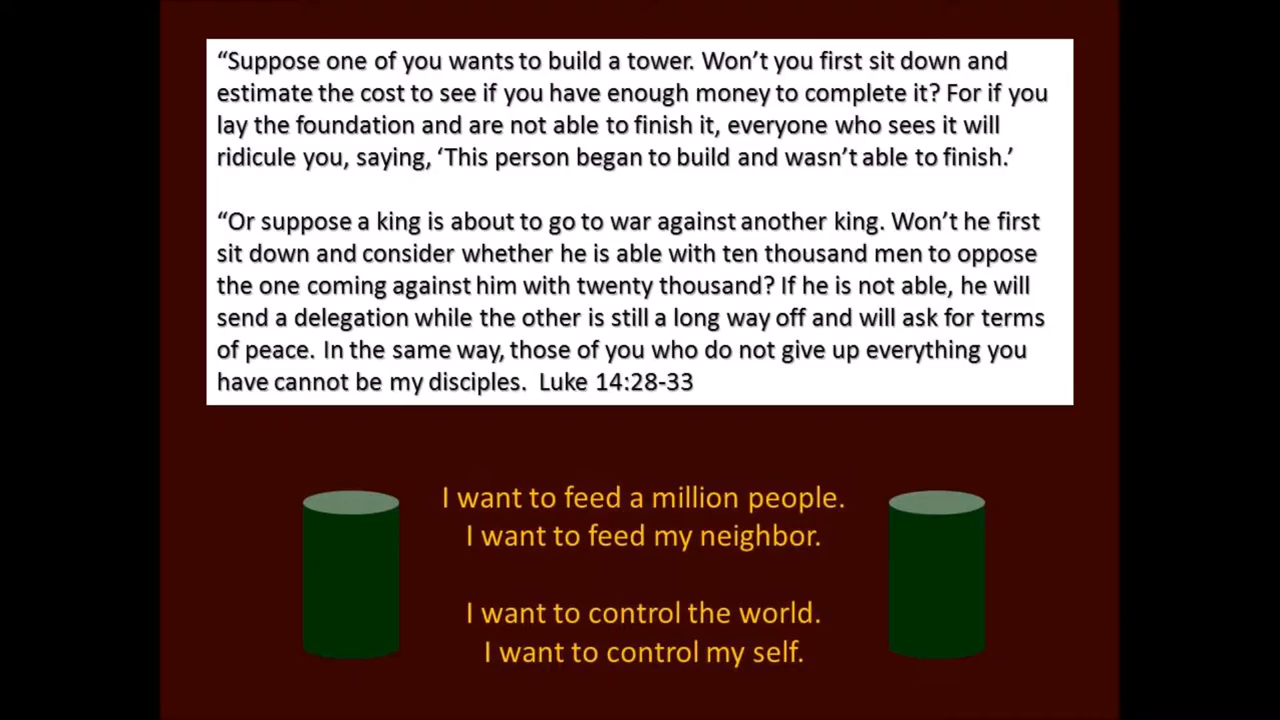 “Suppose one of you wants to build a tower. Won’t you first sit down and
estimate the cost to see if you have enough money to complete it? For if you
lay the foundation and are not able to finish it, everyone who sees it will
ridicule you, saying, ‘This person began to build and wasn’t able to finish.’
“Or suppose a king is about to go to war against another king. Won’t he first
sit down and consider whether he is able with ten thousand men to oppose
the one coming against him with twenty thousand? If he is not able, he will
send a delegation while the other is still a long way off and will ask for terms
of peace. In the same way, those of you who do not give up everything you
have cannot be my disciples.  Luke 14:28-33
I want to feed a million people.
I want to feed my neighbor.
I want to control the world.
I want to control my self.